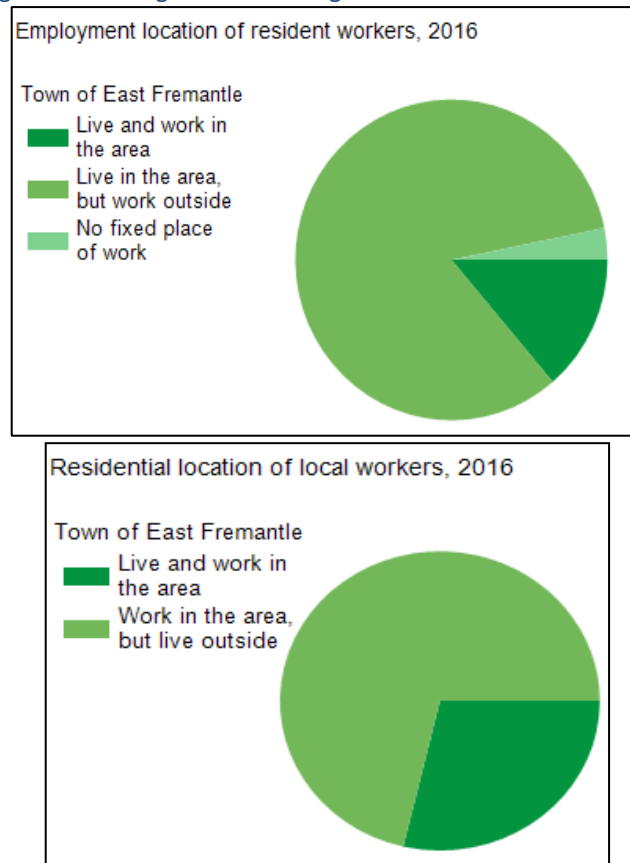 Employment location of resident workers, 2016
Town of East Fremantle
Live and work in
the area
Live in the area,
but work outside
No fixed place
of work
Residential location of local workers, 2016
Town of East Fremantle
Live and work in
the area
Work in the area,
but live outside